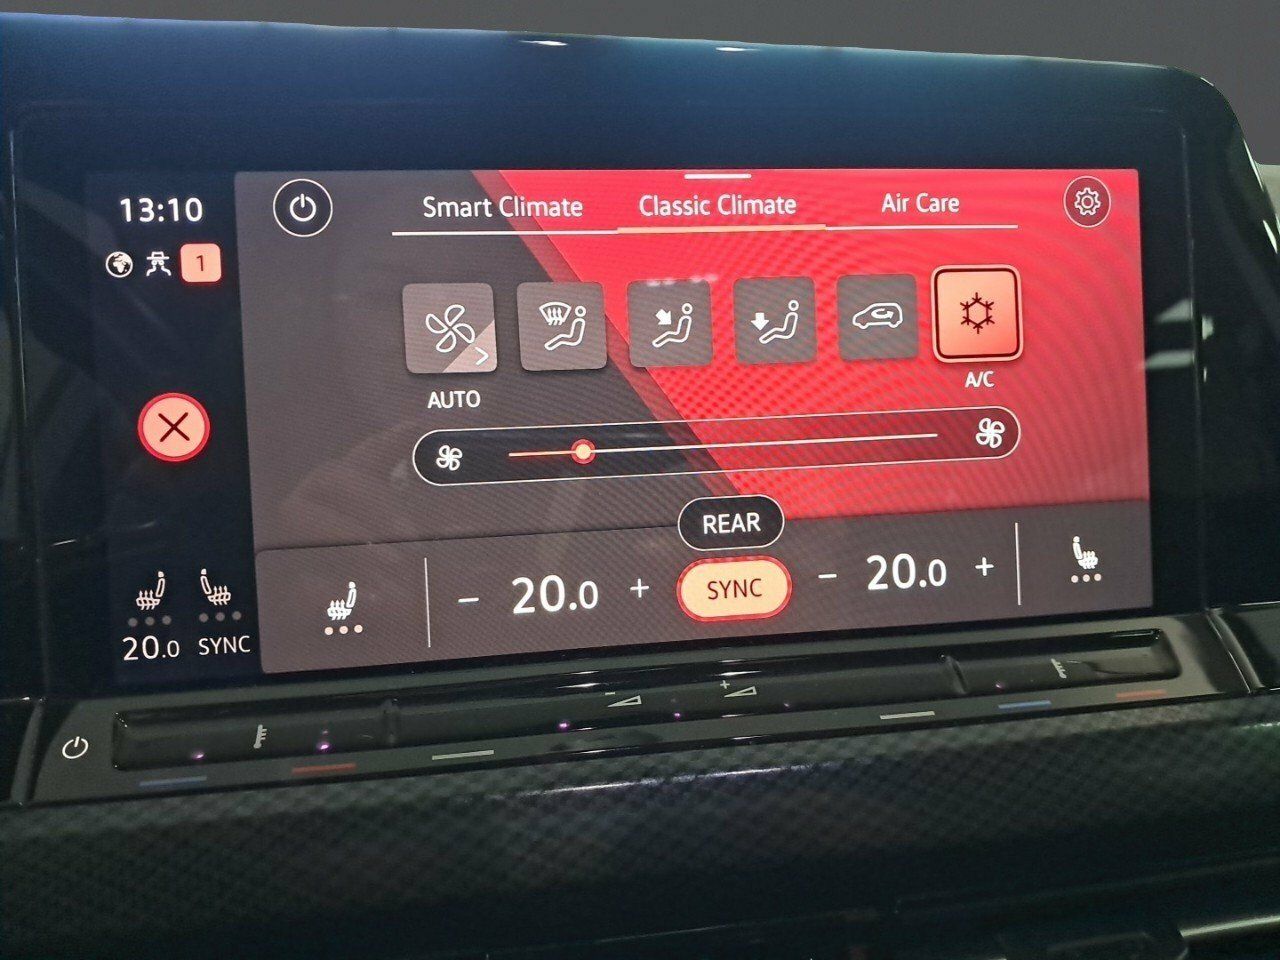 13:10
1
Smart Climate
Classic Climate
Air Care
AUTO
A/C
REAR
− 20.0 +
SYNC
− 20.0 +
20.0
SYNC